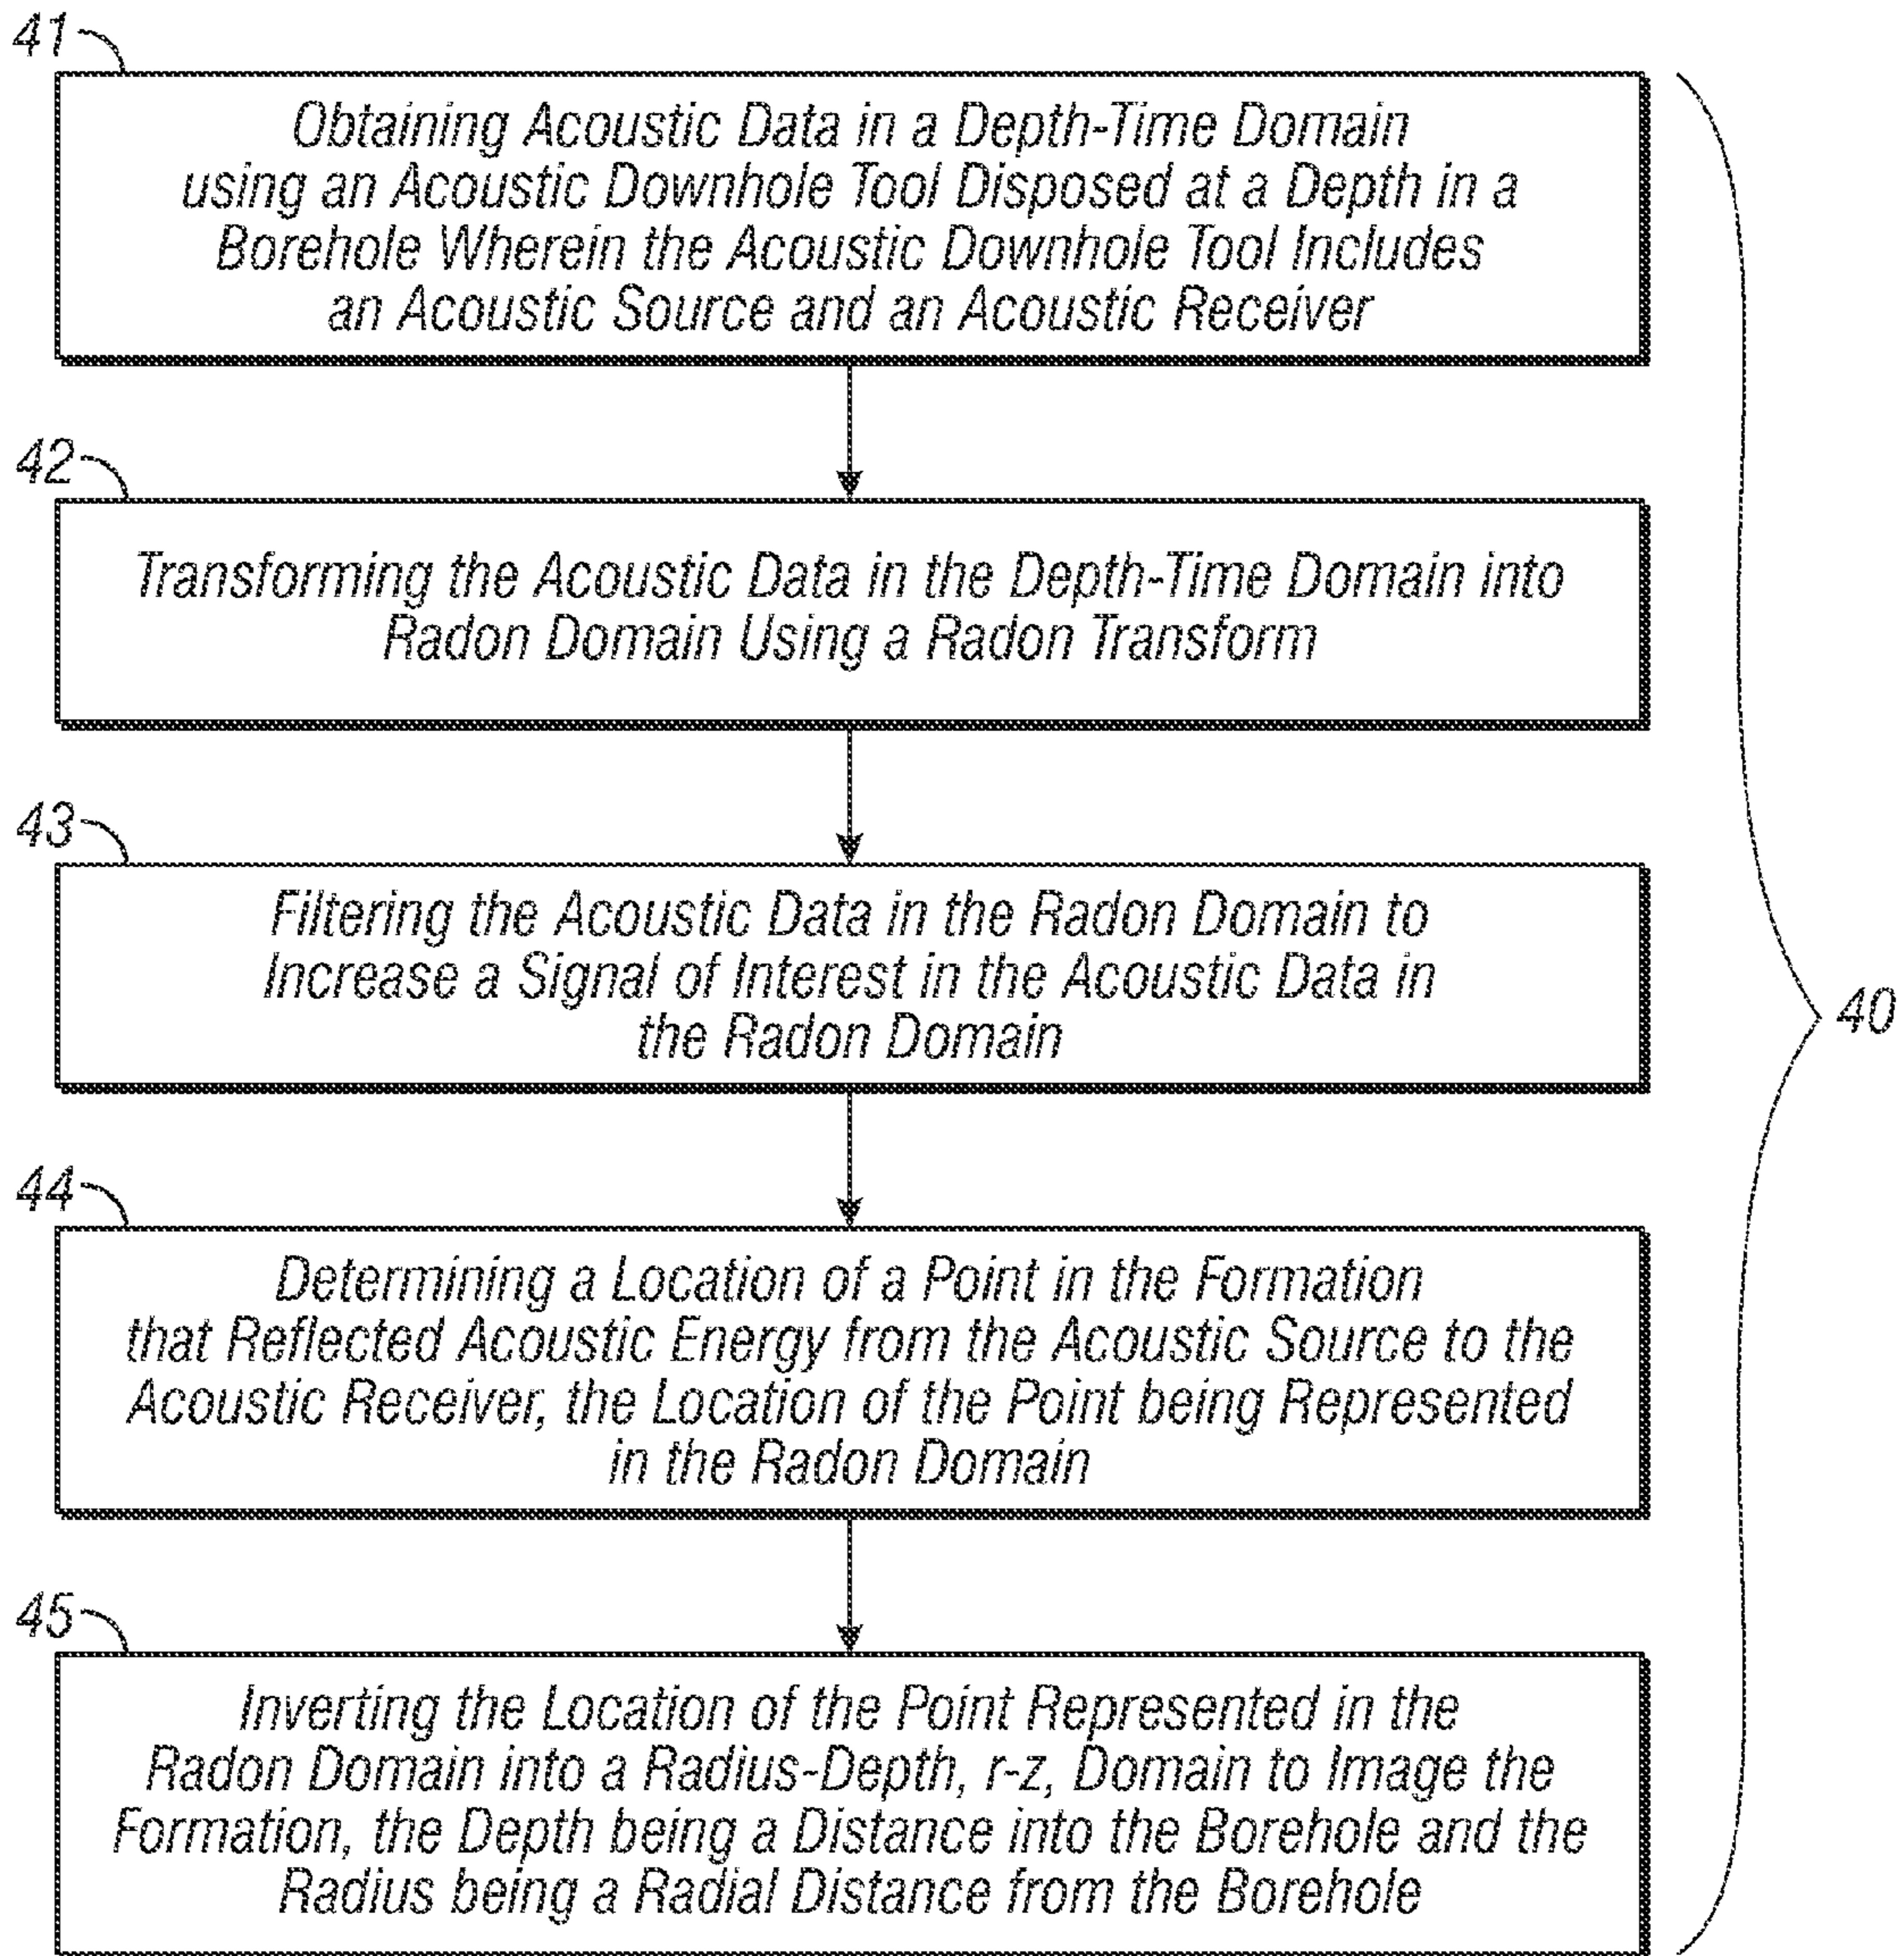 41
Obtaining Acoustic Data in a Depth-Time Domain
using an Acoustic Downhole Tool Disposed at a Depth in a
Borehole Wherein the Acoustic Downhole Tool Includes
an Acoustic Source and an Acoustic Receiver
42
Transforming the Acoustic Data in the Depth-Time Domain into
Radon Domain Using a Radon Transform
43
Filtering the Acoustic Data in the Radon Domain to
Increase a Signal of Interest in the Acoustic Data in
the Radon Domain
40
44
Determining a Location of a Point in the Formation
that Reflected Acoustic Energy from the Acoustic Source to the
Acoustic Receiver, the Location of the Point being Represented
in the Radon Domain
45
Inverting the Location of the Point Represented in the
Radon Domain into a Radius-Depth, r-z, Domain to Image the
Formation, the Depth being a Distance into the Borehole and the
Radius being a Radial Distance from the Borehole